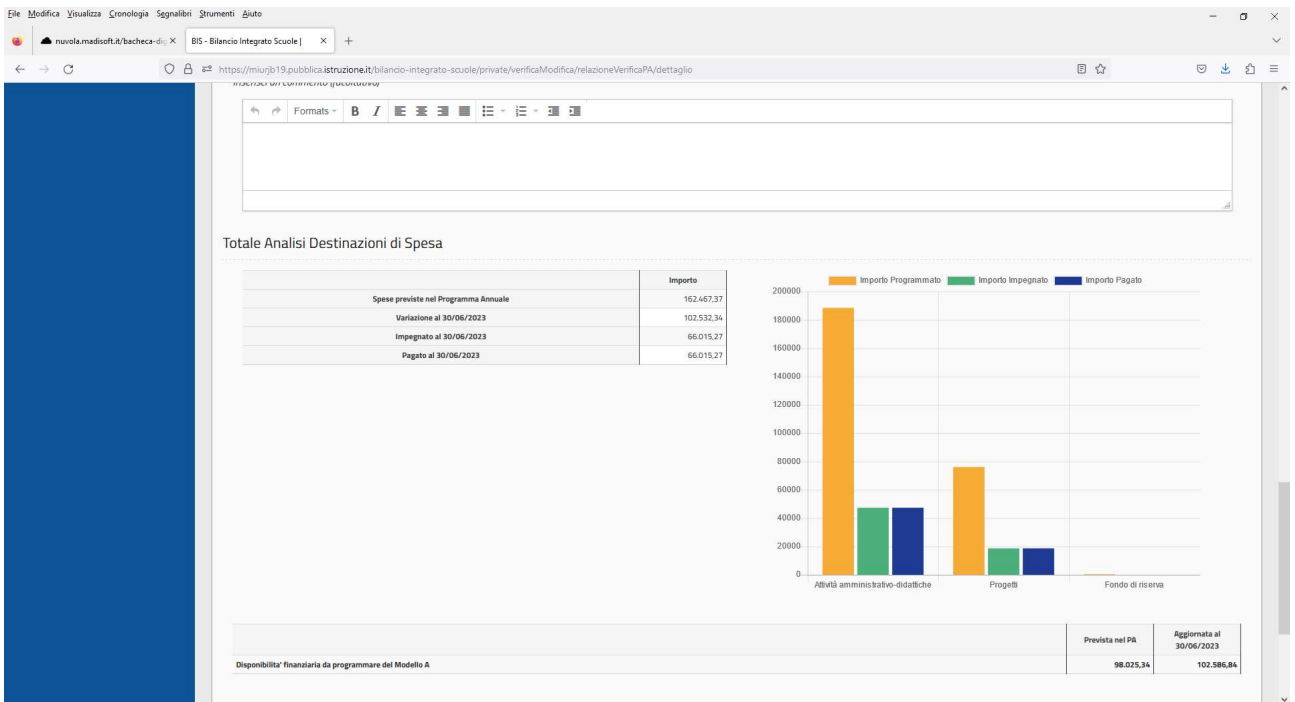 File Modifica Visualizza Cronologia Segnalibri Strumenti Aiuto
nuvola.madisoft.it/bacheca-dig
BIS - Bilancio Integrato Scuole |
https://miurjb19.pubblica.istruzione.it/bilancio-integrato-scuole/private/verificaModifica/relazioneVerificaPA/dettaglio
Inserisci un commento (facoltativo)
Formats B I
Totale Analisi Destinazioni di Spesa
Importo
Spese previste nel Programma Annuale 162.467,37
Variazione al 30/06/2023 102.532,34
Impegnato al 30/06/2023 66.015,27
Pagato al 30/06/2023 66.015,27
Importo Programmato Importo Impegnato Importo Pagato
200000
180000
160000
140000
120000
100000
80000
60000
40000
20000
0
Attività amministrativo-didattiche Progetti Fondo di riserva
Prevista nel PA Aggiornata al
30/06/2023
Disponibilita' finanziaria da programmare del Modello A 98.025,34 102.586,84